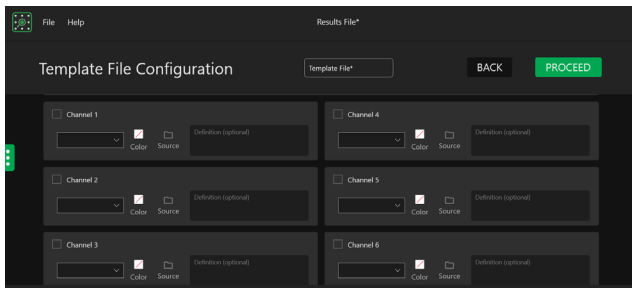 File Help Results File*
Template File Configuration Template File* BACK PROCEED
Channel 1
Color Source Definition (optional)
Channel 4
Color Source Definition (optional)
Channel 2
Color Source Definition (optional)
Channel 5
Color Source Definition (optional)
Channel 3
Color Source Definition (optional)
Channel 6
Color Source Definition (optional)